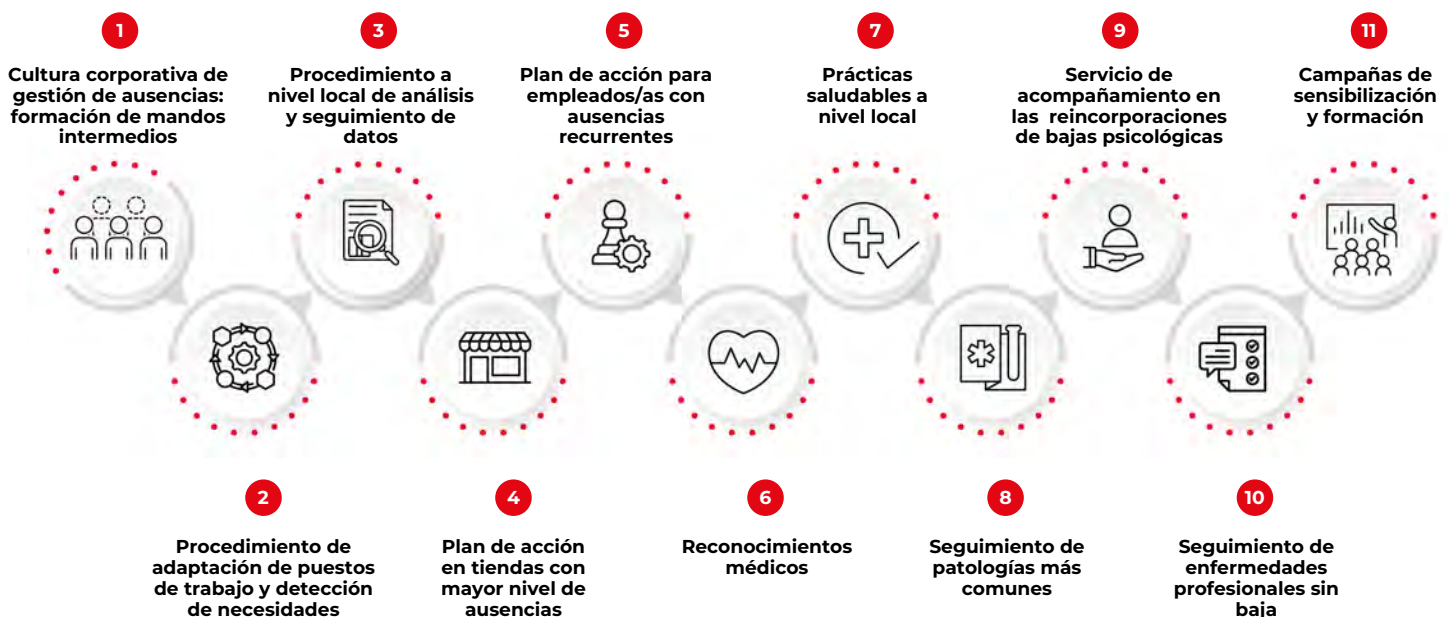 1
Cultura corporativa de
gestión de ausencias:
formación de mandos
intermedios
3
Procedimiento a
nivel local de análisis
y seguimiento de
datos
5
Plan de acción para
empleados/as con
ausencias
recurrentes
7
Prácticas
saludables a
nivel local
9
Servicio de
acompañamiento en
las reincorporaciones
de bajas psicológicas
11
Campañas de
sensibilización
y formación
2
Procedimiento de
adaptación de puestos
de trabajo y detección
de necesidades
4
Plan de acción
en tiendas con
mayor nivel de
ausencias
6
Reconocimientos
médicos
8
Seguimiento de
patologías más
comunes
10
Seguimiento de
enfermedades
profesionales sin
baja